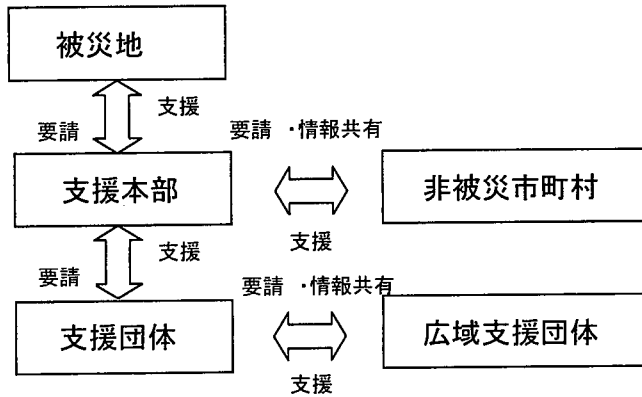 被災地
支援
要請
要請 ・情報共有
支援本部
非被災市町村
支援
支援
要請
要請 ・情報共有
支援団体
広域支援団体
支援